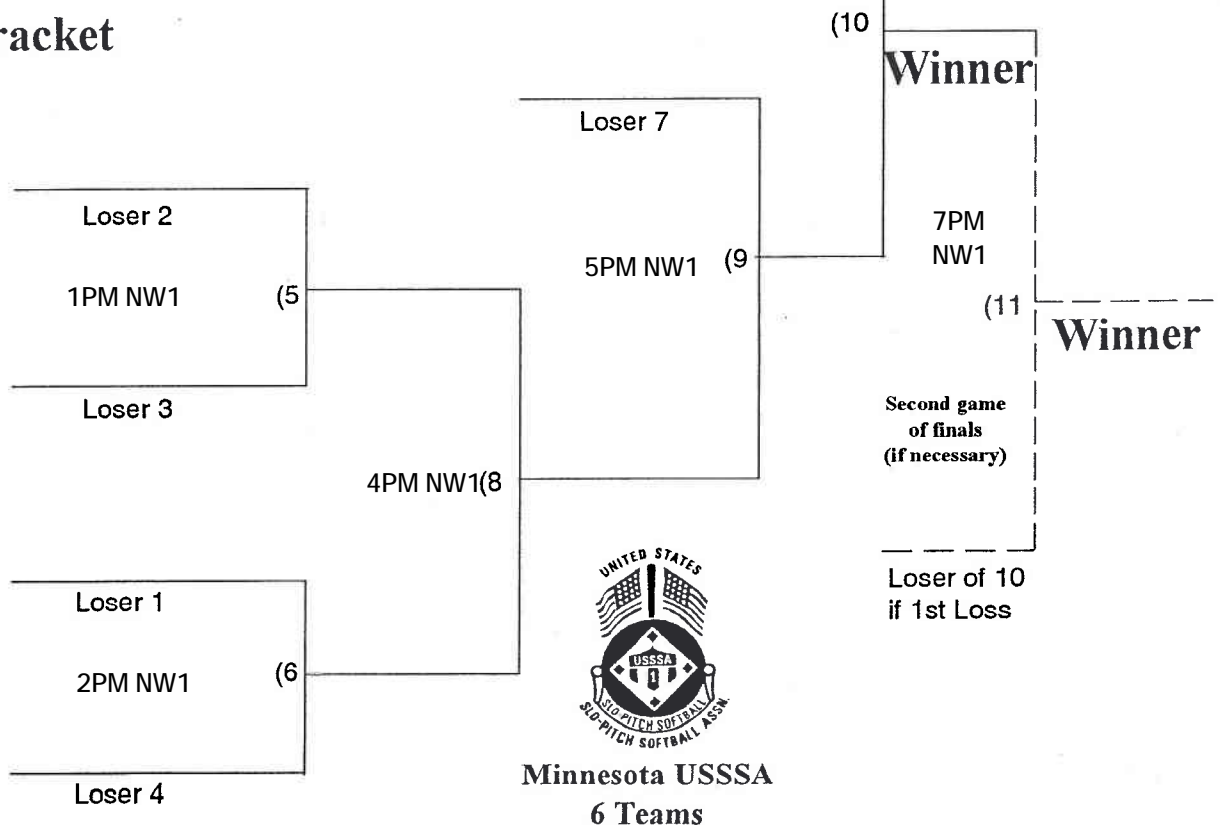 racket
(10
Winner
Loser 7
Loser 2
7PM
NW1
5PM NW1 (9
1PM NW1 (5
(11
Winner
Loser 3
Second game
of finals
(if necessary)
4PM NW1(8
UNITED STATES
Loser of 10
if 1st Loss
Loser 1
USSSA
1
2PM NW1 (6
SLO-PITCH SOFTBALL
SLO-PITCH SOFTBALL ASSN.
Minnesota USSSA
Loser 4
6 Teams